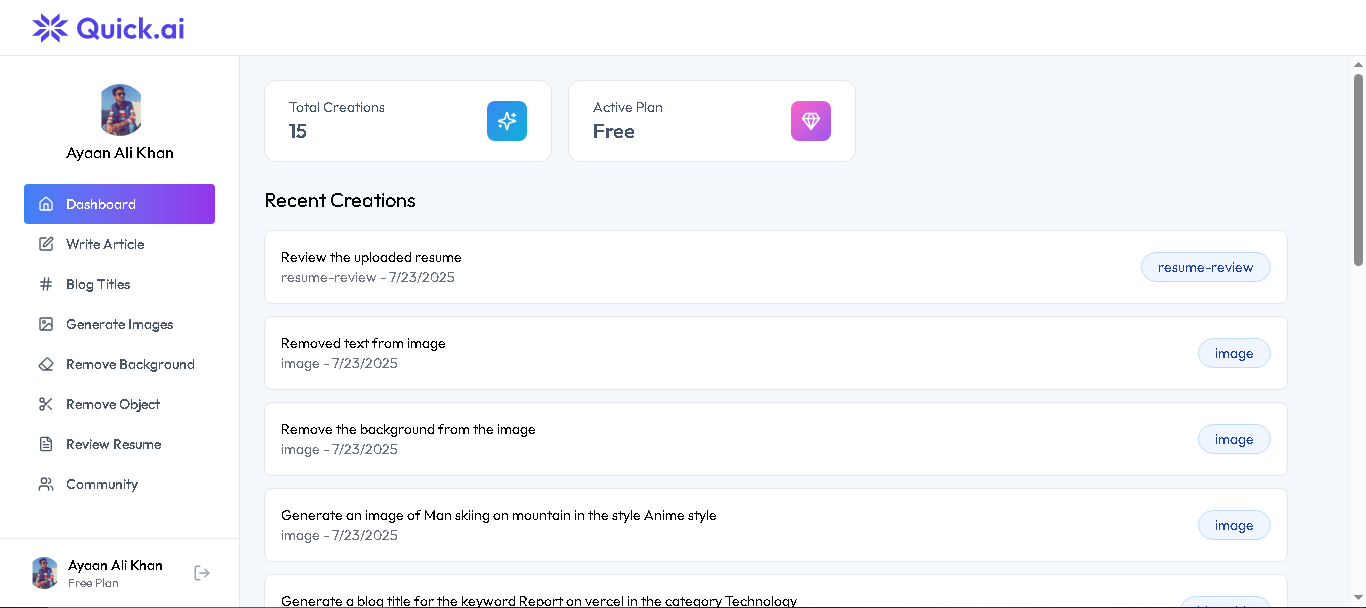 Quick.ai
Ayaan Ali Khan
Dashboard
Write Article
Blog Titles
Generate Images
Remove Background
Remove Object
Review Resume
Community
Ayaan Ali Khan
Free Plan
Total Creations
15
Active Plan
Free
Recent Creations
Review the uploaded resume
resume-review - 7/23/2025
resume-review
Removed text from image
image - 7/23/2025
image
Remove the background from the image
image - 7/23/2025
image
Generate an image of Man skiing on mountain in the style Anime style
image - 7/23/2025
image
Generate a blog title for the keyword Report on vercel in the category Technology